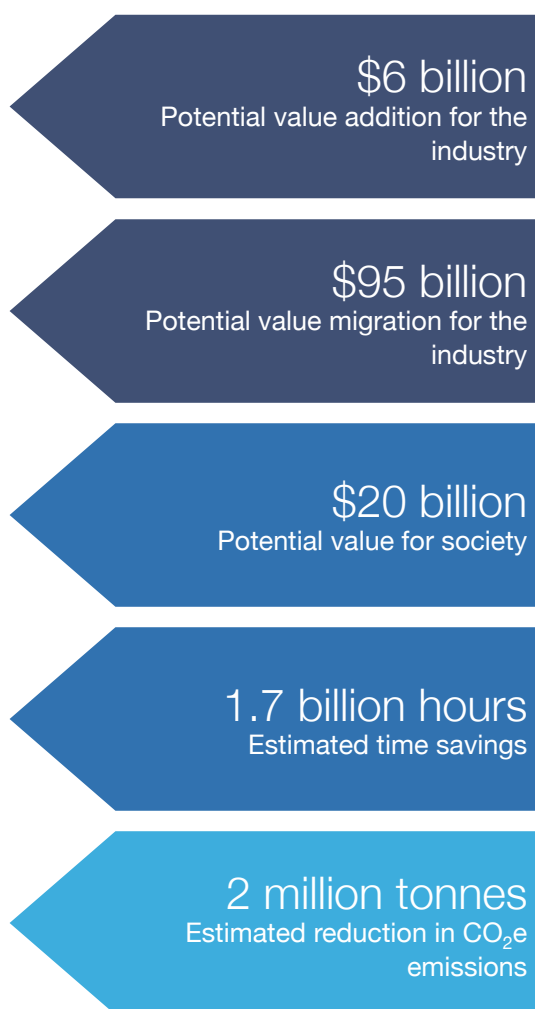 $6 billion
Potential value addition for the
industry
$95 billion
Potential value migration for the
industry
$20 billion
Potential value for society
1.7 billion hours
Estimated time savings
2 million tonnes
Estimated reduction in CO₂e
emissions